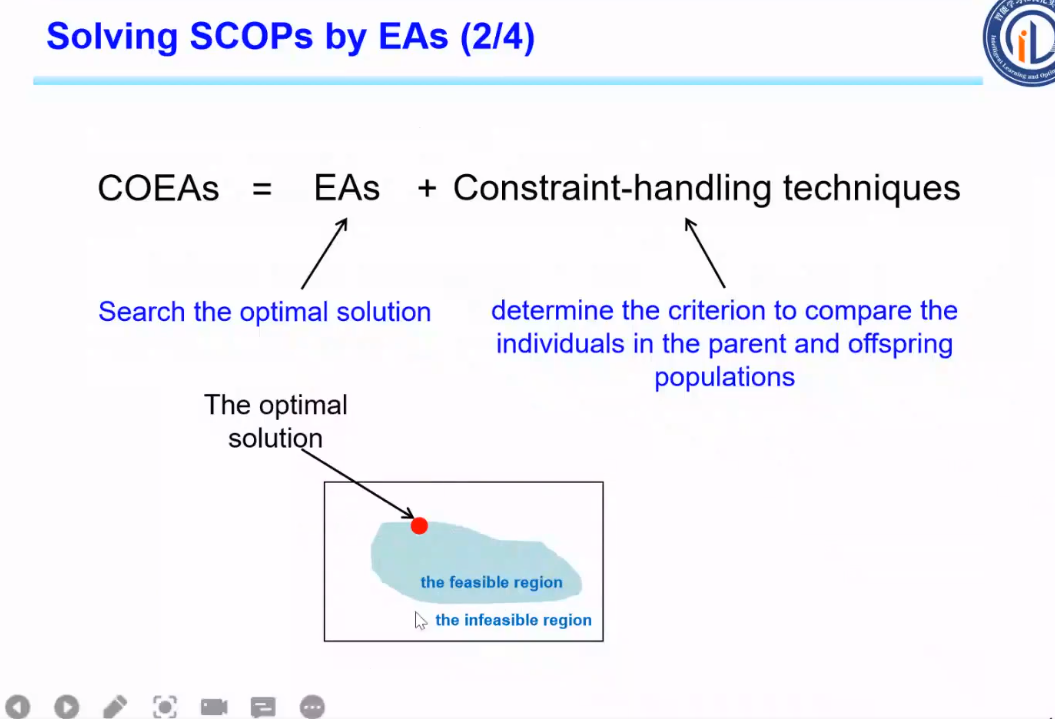 Solving SCOPs by EAs (2/4)
COEAs = EAs + Constraint-handling techniques
Search the optimal solution
determine the criterion to compare the
individuals in the parent and offspring
populations
The optimal
solution
the feasible region
the infeasible region